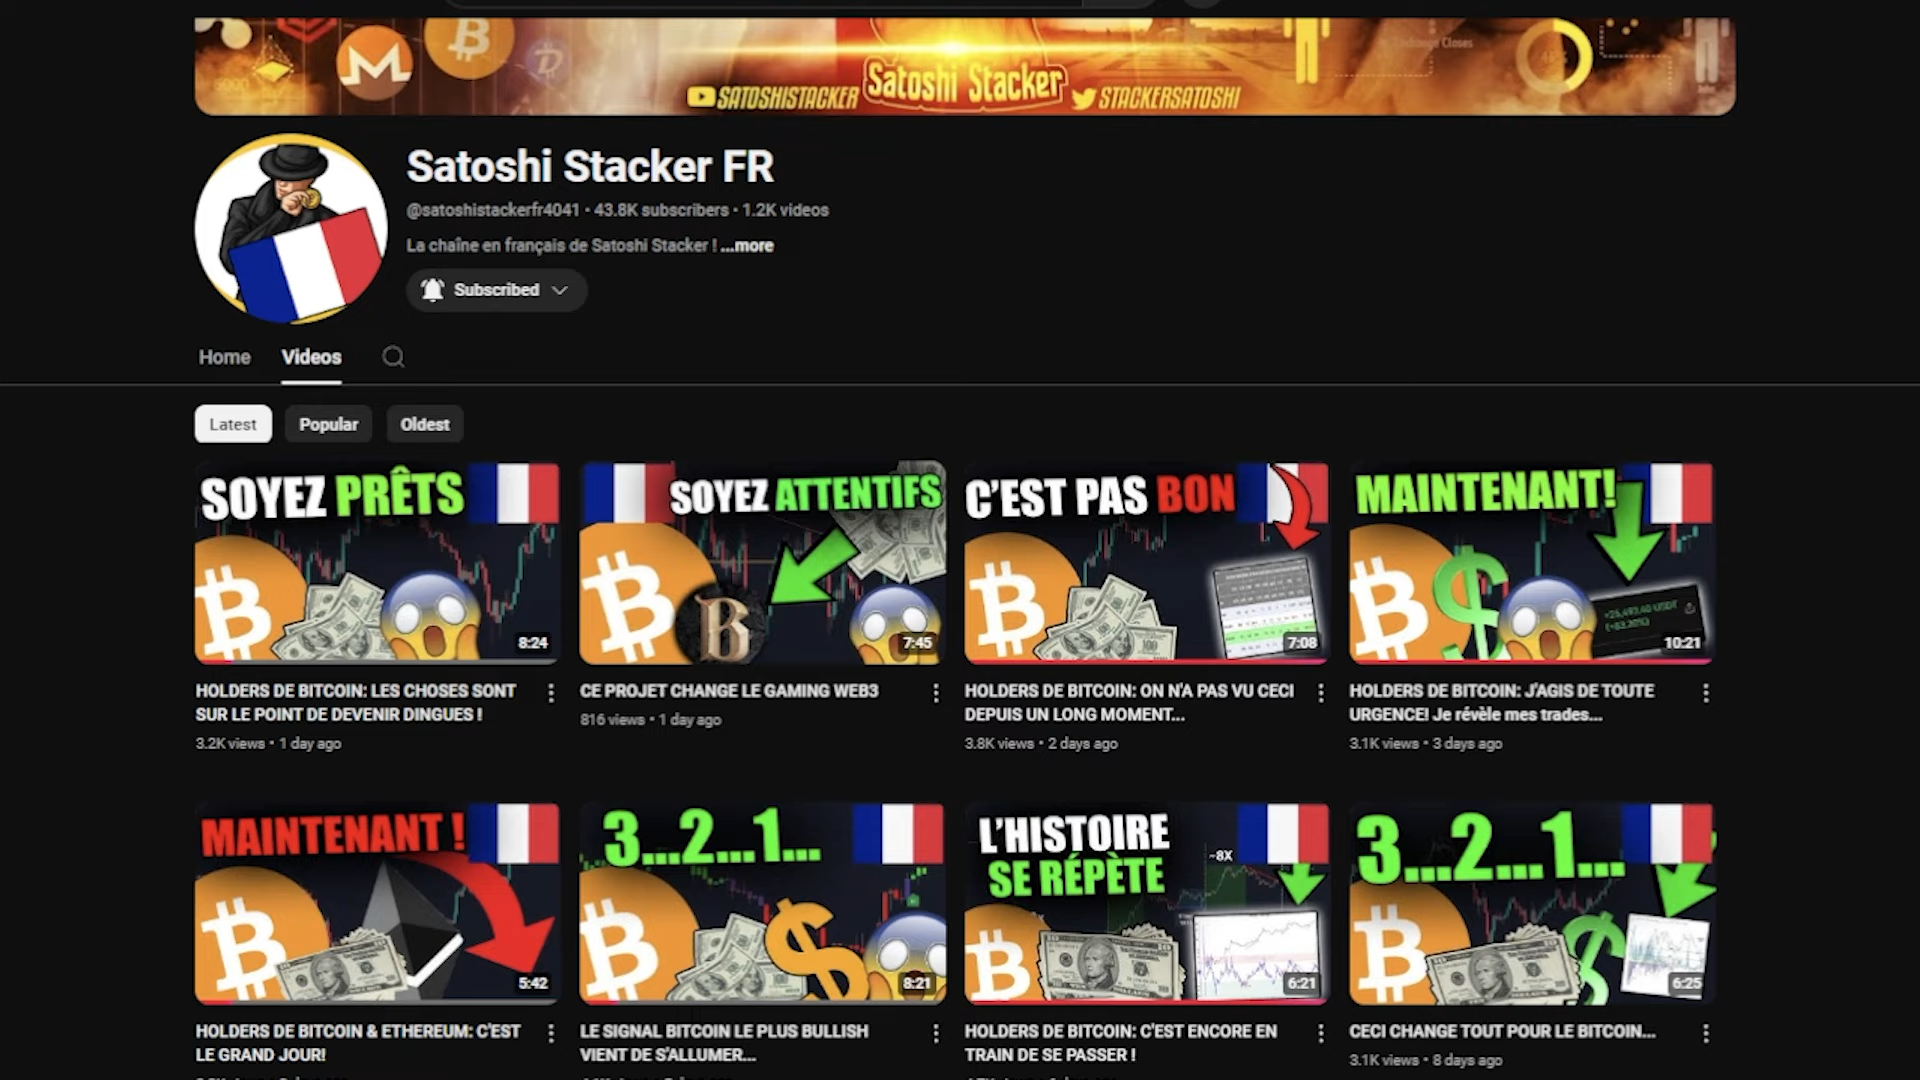 Exchange Closes
SATOSHISTACKER
Satoshi Stacker
STACKERSATOSHI
Satoshi Stacker FR
@satoshistackerfr4041 • 43.8K subscribers • 1.2K videos
La chaîne en français de Satoshi Stacker ! ...more
Subscribed
Home
Videos
Latest
Popular
Oldest
SOYEZ PRÊTS
8:24
SOYEZ ATTENTIFS
7:45
C'EST PAS BON
7:08
MAINTENANT!
10:21
HOLDERS DE BITCOIN: LES CHOSES SONT
SUR LE POINT DE DEVENIR DINGUES !
3.2K views • 1 day ago
CE PROJET CHANGE LE GAMING WEB3
816 views • 1 day ago
HOLDERS DE BITCOIN: ON N'A PAS VU CECI
DEPUIS UN LONG MOMENT...
3.8K views • 2 days ago
HOLDERS DE BITCOIN: J'AGIS DE TOUTE
URGENCE! Je révèle mes trades...
3.1K views • 3 days ago
MAINTENANT !
5:42
3...2...1...
8:21
L'HISTOIRE
SE RÉPÈTE
~8X
6:21
3...2...1...
6:25
HOLDERS DE BITCOIN & ETHEREUM: C'EST
LE GRAND JOUR!
LE SIGNAL BITCOIN LE PLUS BULLISH
VIENT DE S'ALLUMER...
HOLDERS DE BITCOIN: C'EST ENCORE EN
TRAIN DE SE PASSER !
CECI CHANGE TOUT POUR LE BITCOIN...
3.1K views • 8 days ago